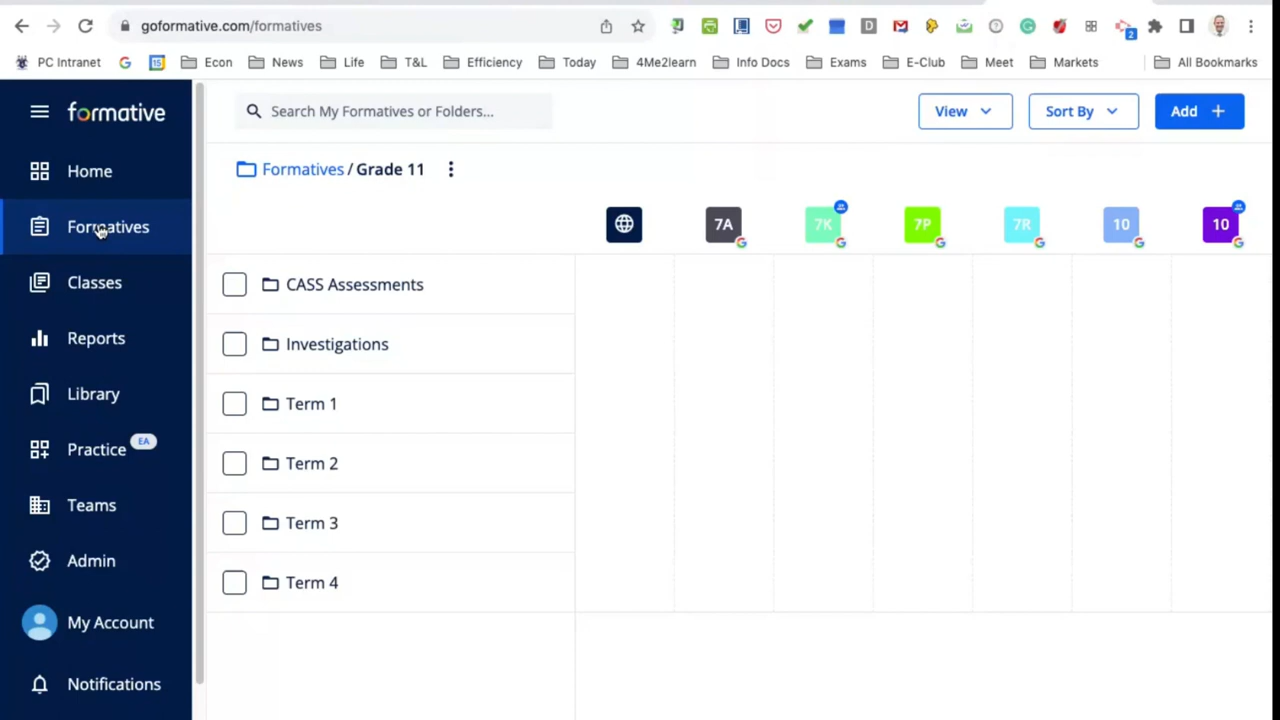 goformative.com/formatives
2
PC Intranet
15
Econ
News
Life
T&L
Efficiency
Today
4Me2learn
Info Docs
Exams
E-Club
Meet
Markets
All Bookmarks
formative
Search My Formatives or Folders...
View
Sort By
Add +
Home
Formatives / Grade 11
Formatives
7A
7K
7P
7R
10
10
Classes
CASS Assessments
Reports
Investigations
Library
Term 1
Practice EA
Term 2
Teams
Term 3
Admin
Term 4
My Account
Notifications